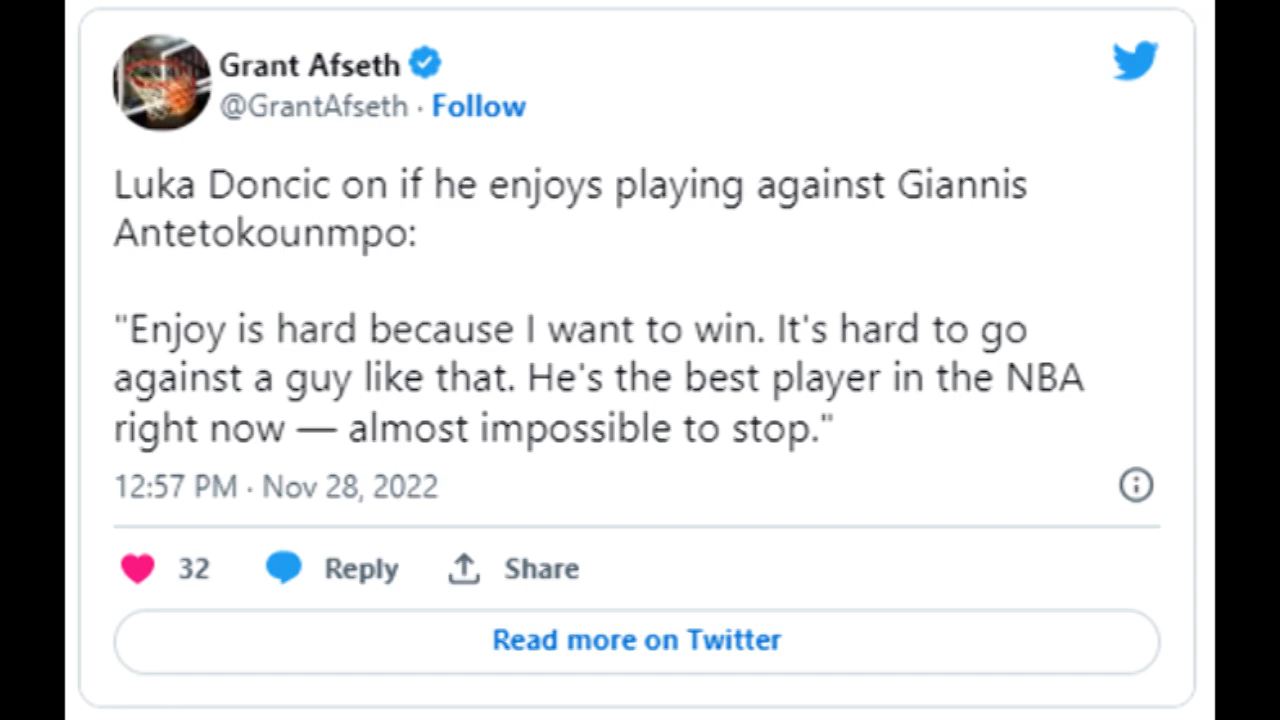 Grant Afseth
@GrantAfseth · Follow
Luka Doncic on if he enjoys playing against Giannis
Antetokounmpo:
"Enjoy is hard because I want to win. It's hard to go
against a guy like that. He's the best player in the NBA
right now — almost impossible to stop."
12:57 PM · Nov 28, 2022
32 Reply Share
Read more on Twitter